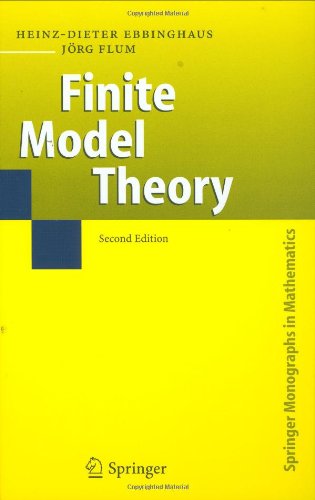 HEINZ-DIETER EBBINGHAUS
JÖRG FLUM
Finite
Model
Theory
Second Edition
Springer Monographs in Mathematics
Springer